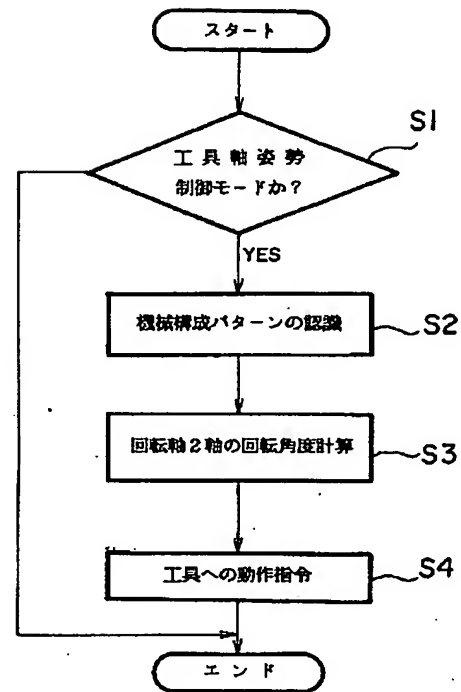 スタート
S1
工具軸姿勢
制御モードか?
YES
機械構成パターンの認識
S2
回転軸2軸の回転角度計算
S3
工具への動作指令
S4
エンド